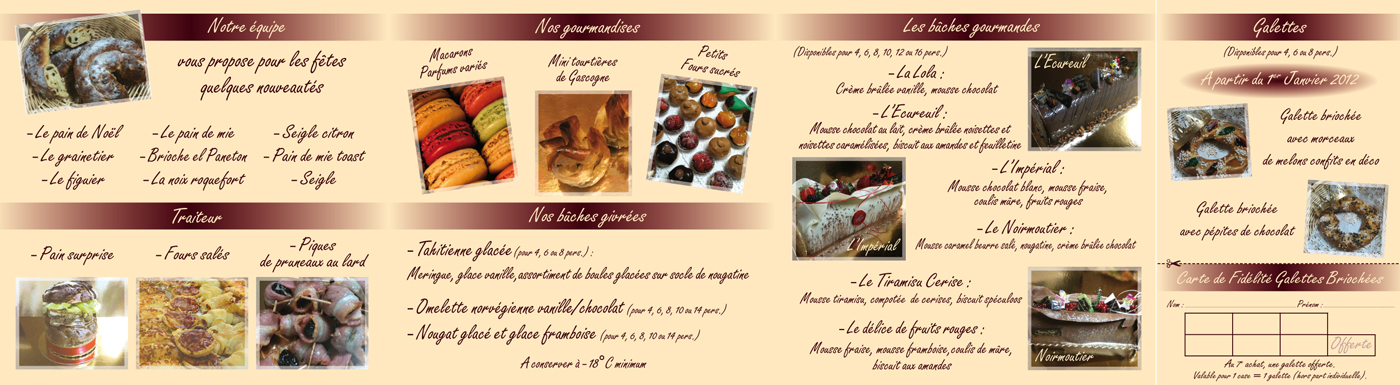 Notre équipe
vous propose pour les fêtes
quelques nouveautés
- Le pain de Noël
- Le grainetier
- Le figuier
- Le pain de mie
- Brioche el Paneton
- La noix roquefort
- Seigle citron
- Pain de mie toast
- Seigle
Traiteur
- Pain surprise
- Fours salés
- Piques
de pruneaux au lard
Nos gourmandises
Macarons
Parfums variés
Mini tourtières
de Gascogne
Petits
Fours sucrés
Nos bûches givrées
- Tahitienne glacée (pour 4, 6 ou 8 pers.) :
Meringue, glace vanille, assortiment de boules glacées sur socle de nougatine
- Omelette norvégienne vanille/chocolat (pour 4, 6, 8, 10 ou 14 pers.)
- Nougat glacé et glace framboise (pour 4, 6, 8, 10 ou 14 pers.)
A conserver à -18°C minimum
Les bûches gourmandes
(Disponibles pour 4, 6, 8, 10, 12 ou 16 pers.)
- La Lola :
Crème brûlée vanille, mousse chocolat
- L'Ecureuil :
Mousse chocolat au lait, crème brûlée noisettes et
noisettes caramélisées, biscuit aux amandes et feuilletine
L'Ecureuil
L'Impérial
- L'Impérial :
Mousse chocolat blanc, mousse fraise,
coulis mûre, fruits rouges
- Le Noirmoutier :
Mousse caramel beurre salé, nougatine, crème brûlée chocolat
- Le Tiramisu Cerise :
Mousse tiramisu, compotée de cerises, biscuit spéculoos
- Le délice de fruits rouges :
Mousse fraise, mousse framboise, coulis de mûre,
biscuit aux amandes
Noirmoutier
Galettes
(Disponibles pour 4, 6 ou 8 pers.)
A partir du 1er Janvier 2012
Galette briochée
avec morceaux
de melons confits en déco
Galette briochée
avec pépites de chocolat
Carte de Fidélité Galettes Briochées
Nom :
Prénom :
Offerte
Au 7e achat, une galette offerte.
Valable pour 1 case = 1 galette (hors part individuelle).